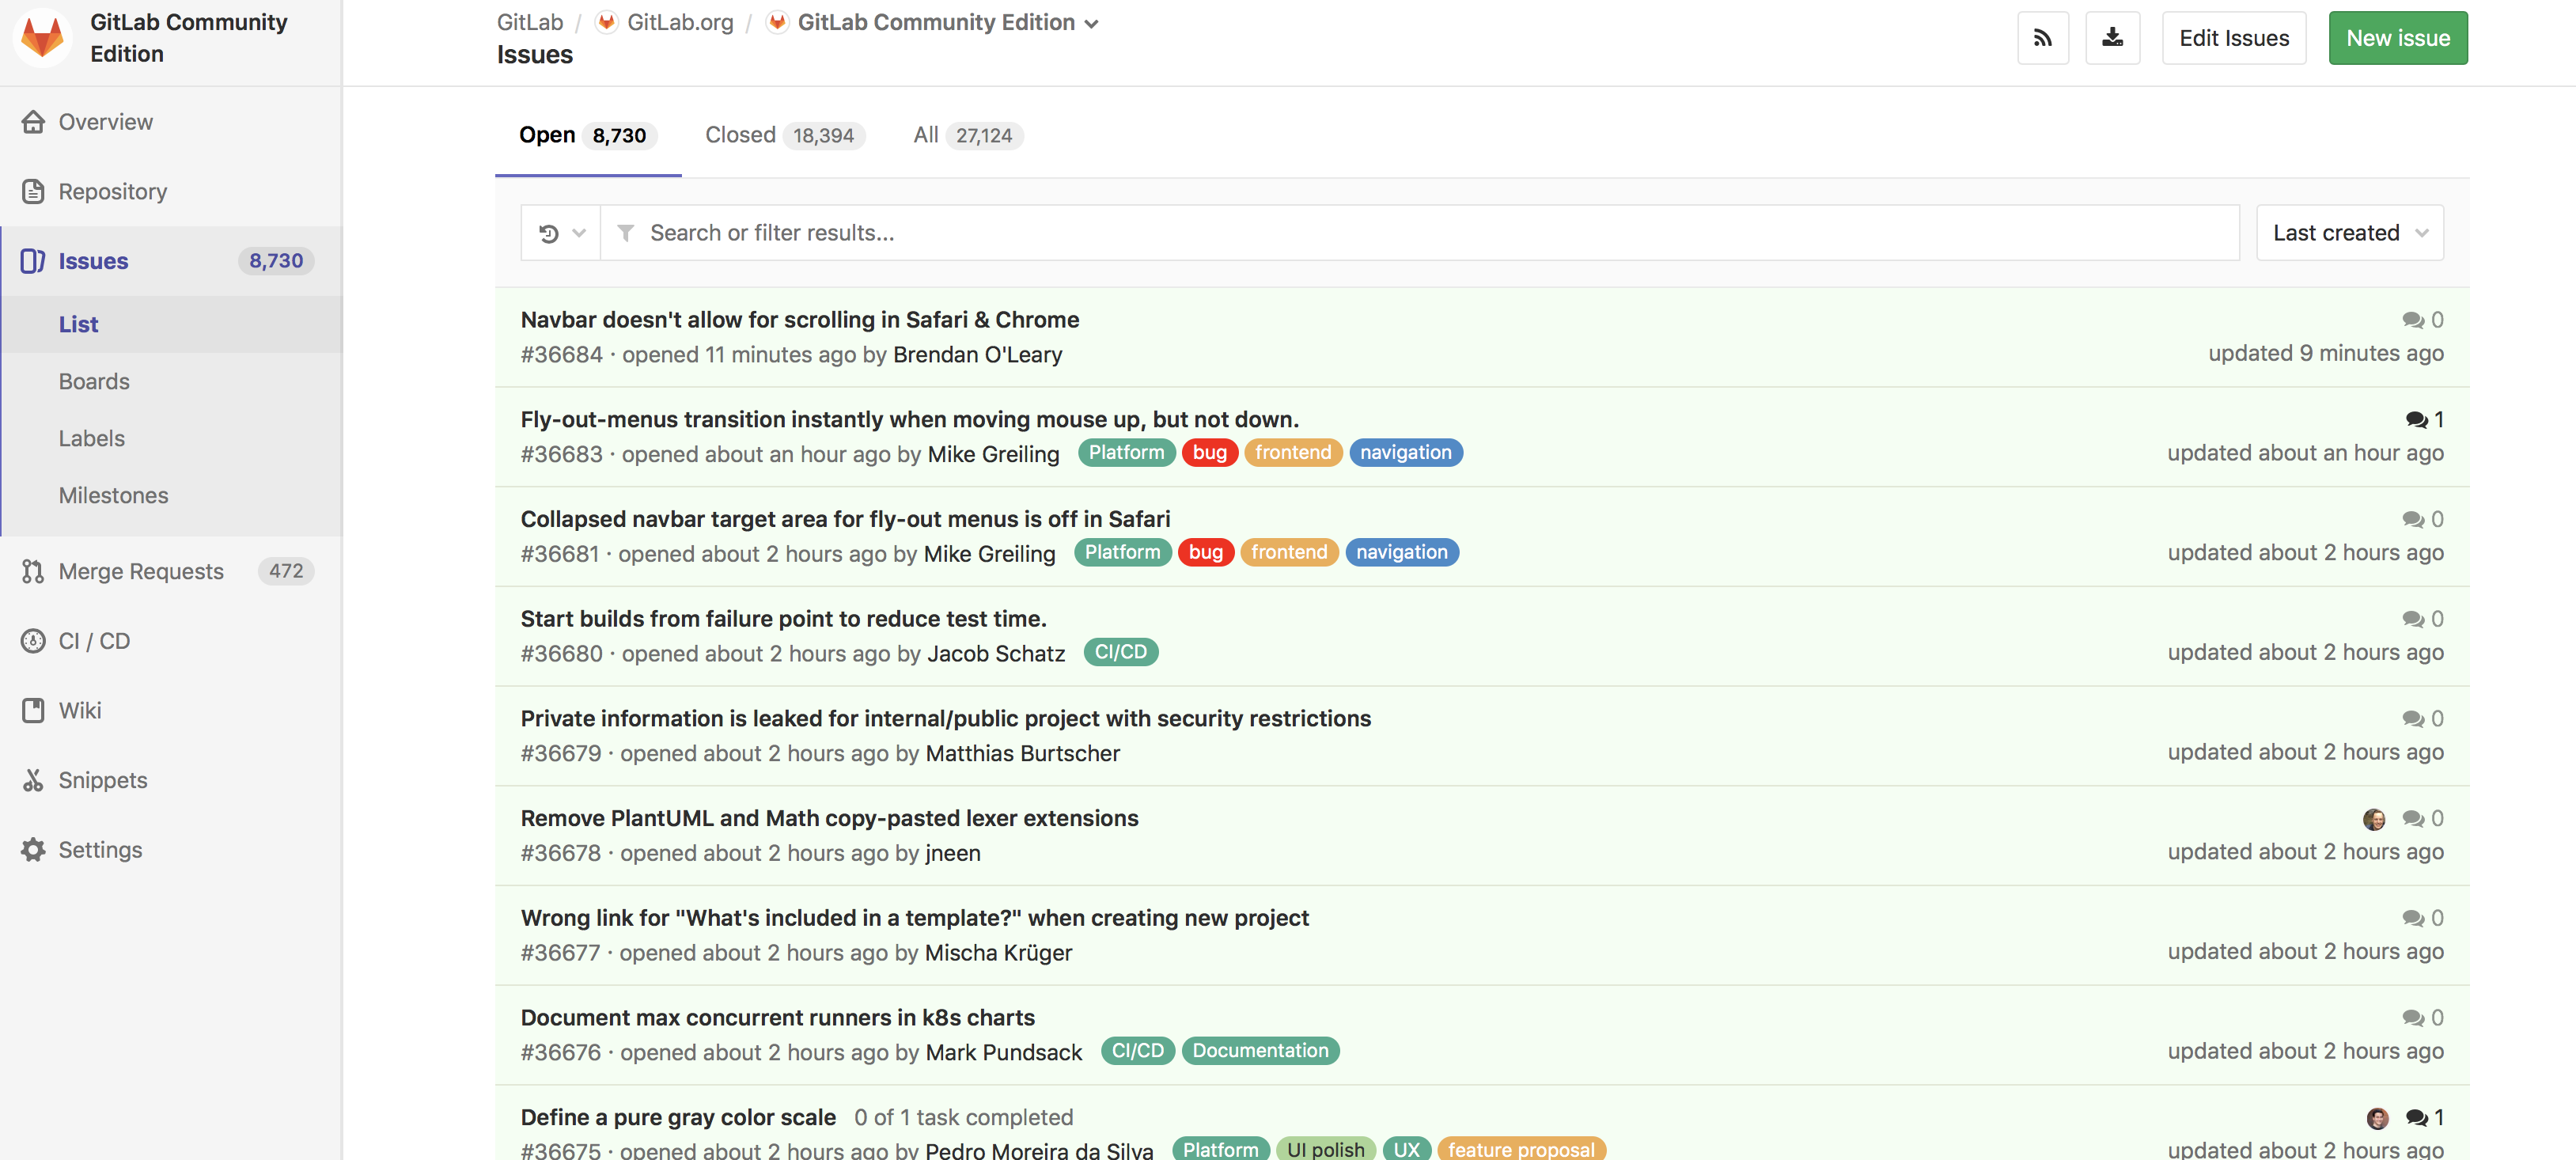 GitLab Community
Edition
Overview
Repository
Issues 8,730
List
Boards
Labels
Milestones
Merge Requests 472
CI / CD
Wiki
Snippets
Settings
GitLab / GitLab.org / GitLab Community Edition
Issues
Edit Issues New issue
Open 8,730 Closed 18,394 All 27,124
Search or filter results... Last created
Navbar doesn't allow for scrolling in Safari & Chrome 0
#36684 · opened 11 minutes ago by Brendan O'Leary updated 9 minutes ago
Fly-out-menus transition instantly when moving mouse up, but not down. 1
#36683 · opened about an hour ago by Mike Greiling Platform bug frontend navigation updated about an hour ago
Collapsed navbar target area for fly-out menus is off in Safari 0
#36681 · opened about 2 hours ago by Mike Greiling Platform bug frontend navigation updated about 2 hours ago
Start builds from failure point to reduce test time. 0
#36680 · opened about 2 hours ago by Jacob Schatz CI/CD updated about 2 hours ago
Private information is leaked for internal/public project with security restrictions 0
#36679 · opened about 2 hours ago by Matthias Burtscher updated about 2 hours ago
Remove PlantUML and Math copy-pasted lexer extensions 0
#36678 · opened about 2 hours ago by jneen updated about 2 hours ago
Wrong link for "What's included in a template?" when creating new project 0
#36677 · opened about 2 hours ago by Mischa Krüger updated about 2 hours ago
Document max concurrent runners in k8s charts 0
#36676 · opened about 2 hours ago by Mark Pundsack CI/CD Documentation updated about 2 hours ago
Define a pure gray color scale 0 of 1 task completed 1
#36675 · opened about 2 hours ago by Pedro Moreira da Silva Platform UI polish UX feature proposal updated about 2 hours ago